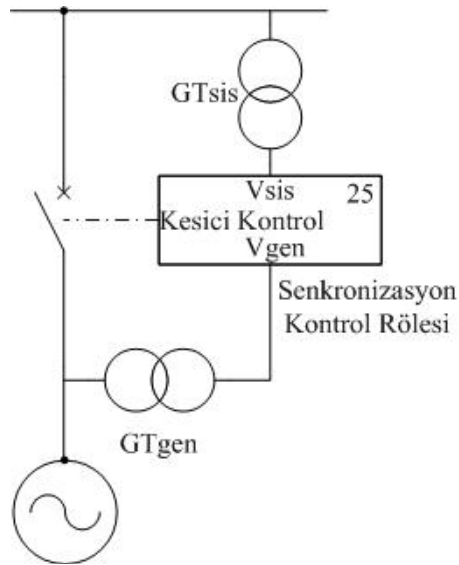 GTsis
Vsis 25
Kesici Kontrol
Vgen
Senkronizasyon
Kontrol Rölesi
GTgen